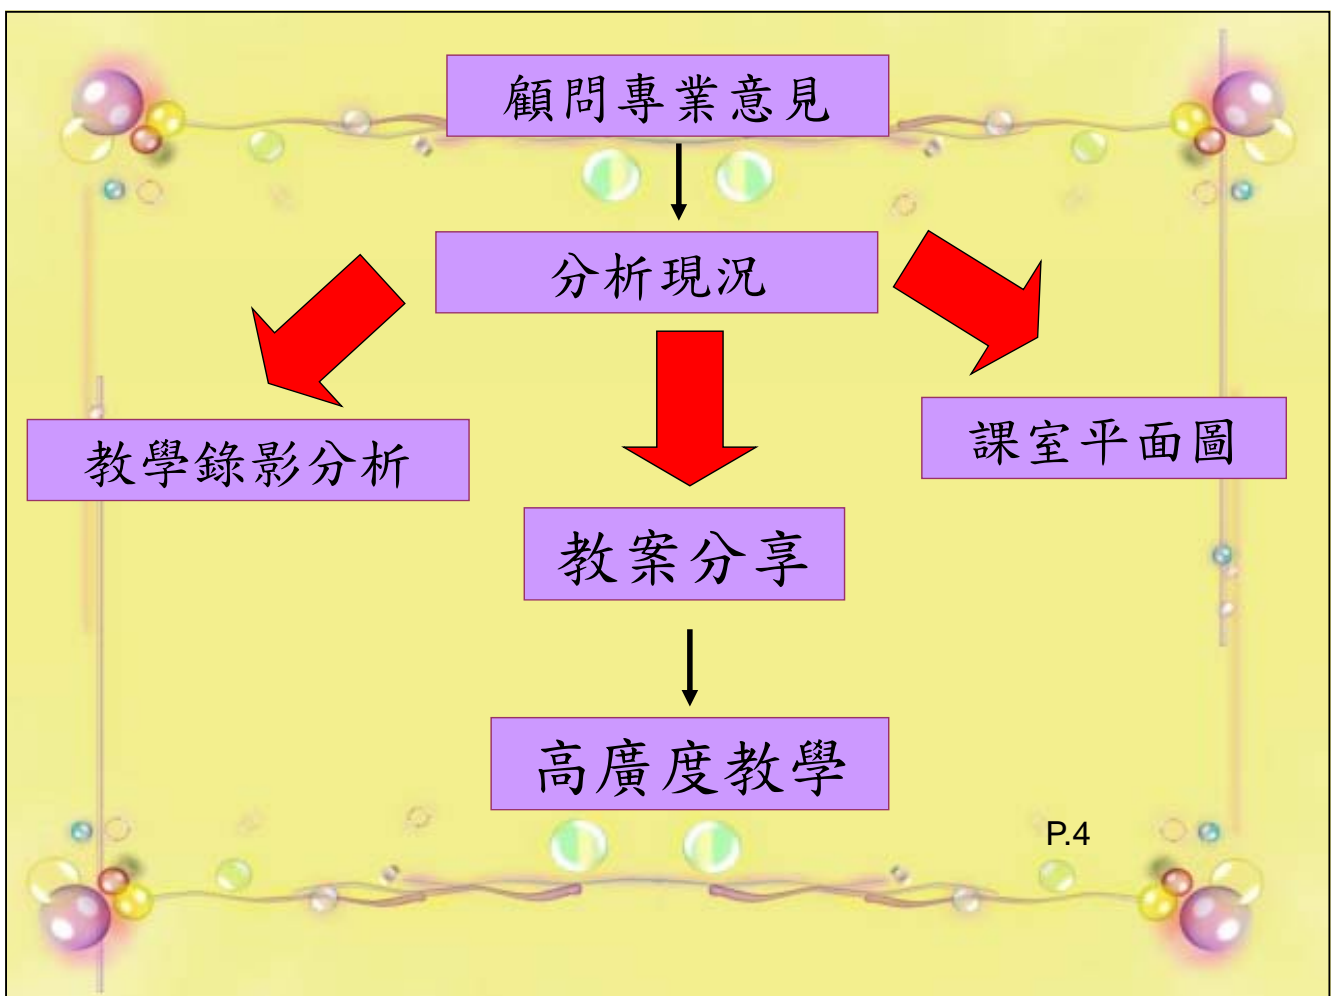 顧問專業意見
分析現況
教學錄影分析
課室平面圖
教案分享
高廣度教學
P.4